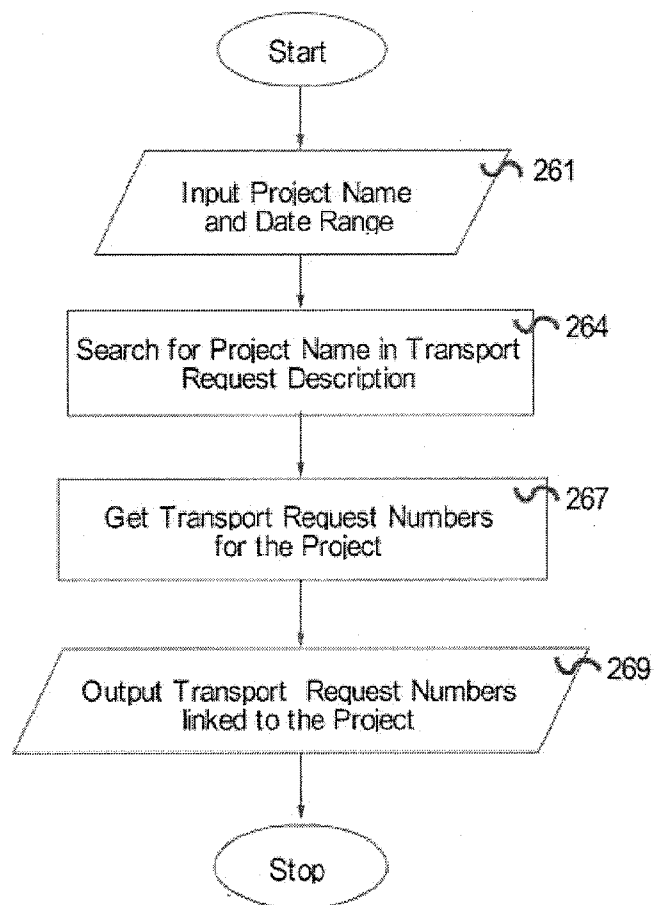 Start
261
Input Project Name
and Date Range
264
Search for Project Name in Transport
Request Description
267
Get Transport Request Numbers
for the Project
269
Output Transport Request Numbers
linked to the Project
Stop